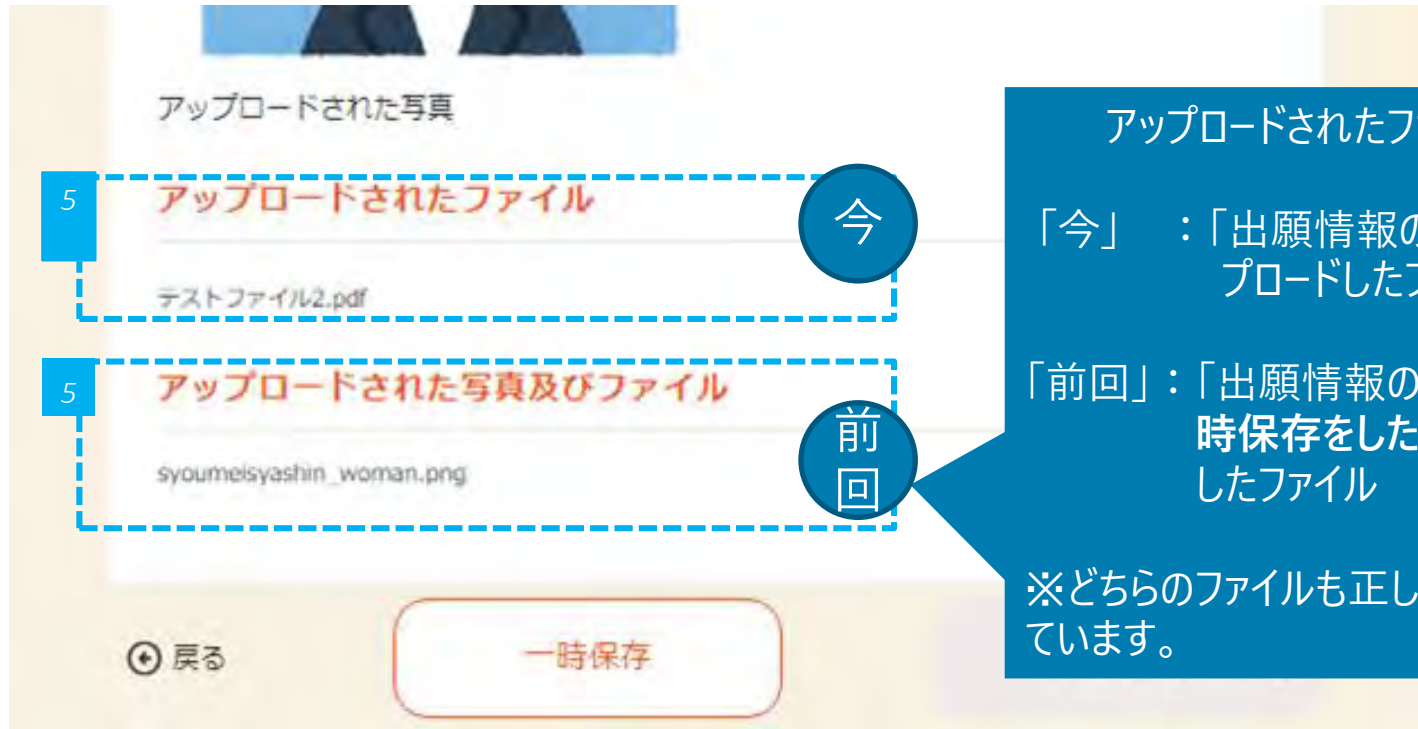 アップロードされた写真
5
アップロードされたファイル
今
テストファイル2.pdf
5
アップロードされた写真及びファイル
前回
syoumeisyashin_woman.png
戻る
一時保存
アップロードされたフ
「今」　：「出願情報の
プロードしたフ
「前回」：「出願情報の
時保存をした
したファイル
※どちらのファイルも正し
ています。